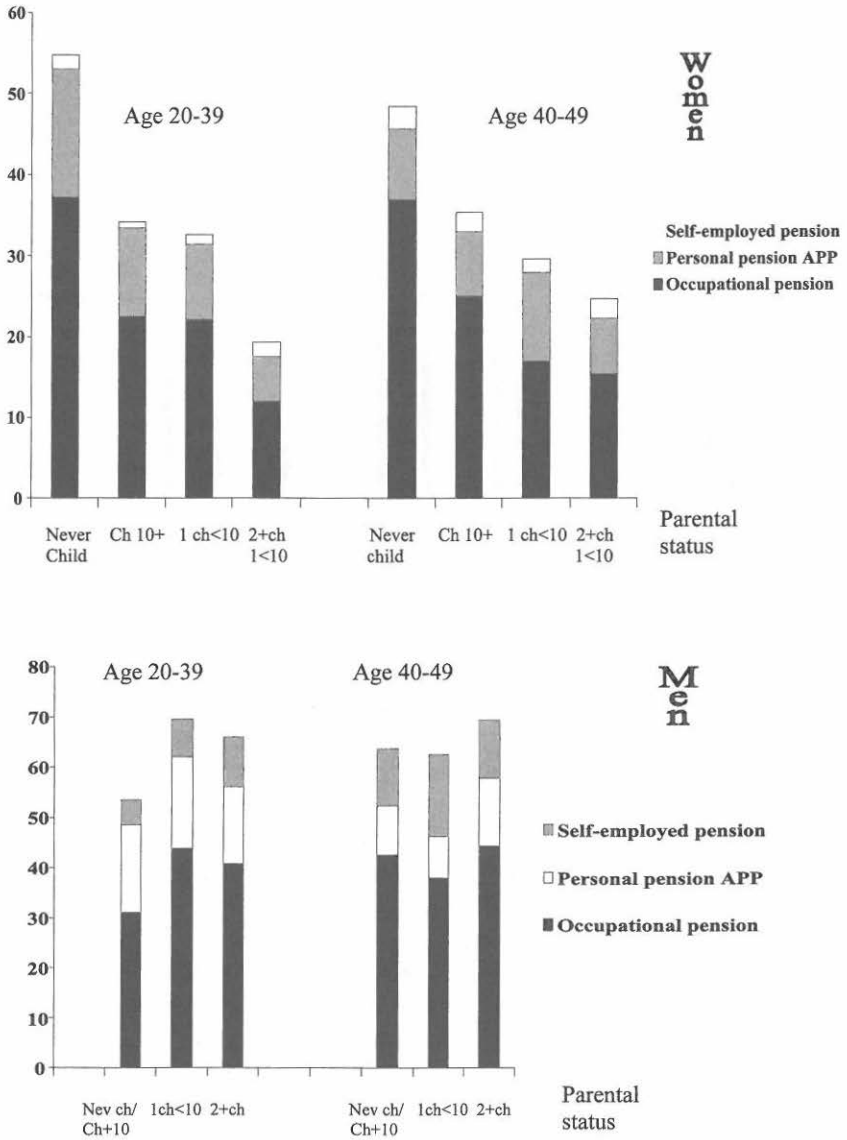 60
50
40
30
20
10
0
Age 20-39
Age 40-49
Women
Self-employed pension
Personal pension APP
Occupational pension
Never Child
Ch 10+
1 ch<10
2+ch 1<10
Never child
Ch 10+
1 ch<10
2+ch 1<10
Parental
status
80
70
60
50
40
30
20
10
0
Age 20-39
Age 40-49
Men
Self-employed pension
Personal pension APP
Occupational pension
Nev ch/ Ch+10
1ch<10
2+ch
Nev ch/ Ch+10
1ch<10
2+ch
Parental
status